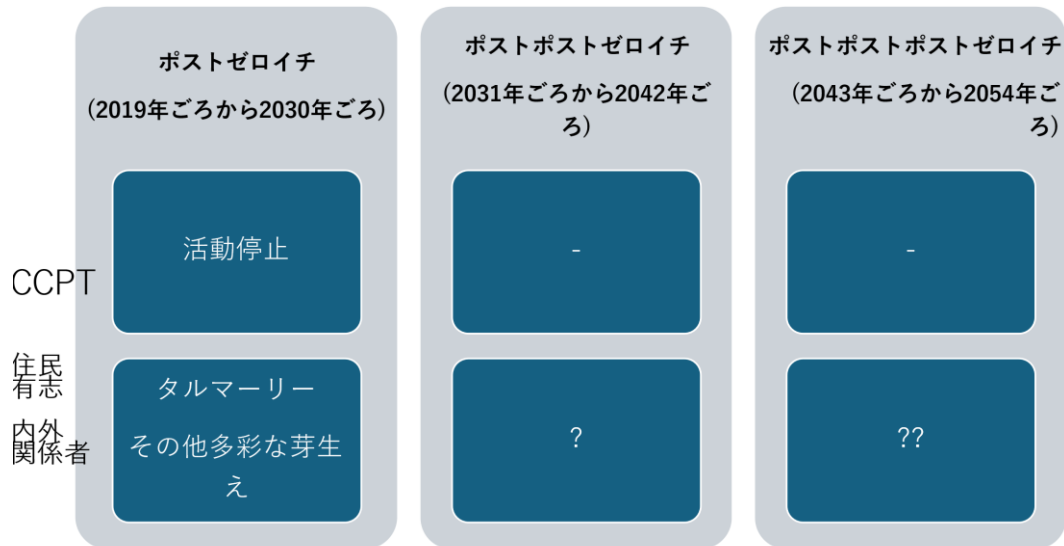 ポストゼロイチ
(2019年ごろから2030年ごろ)
ポストポストゼロイチ
(2031年ごろから2042年ご
ろ)
ポストポストポストゼロイチ
(2043年ごろから2054年ご
ろ)
CCPT
活動停止
-
-
住民
有志
内外
関係者
タルマーリー
その他多彩な芽生
え
?
??